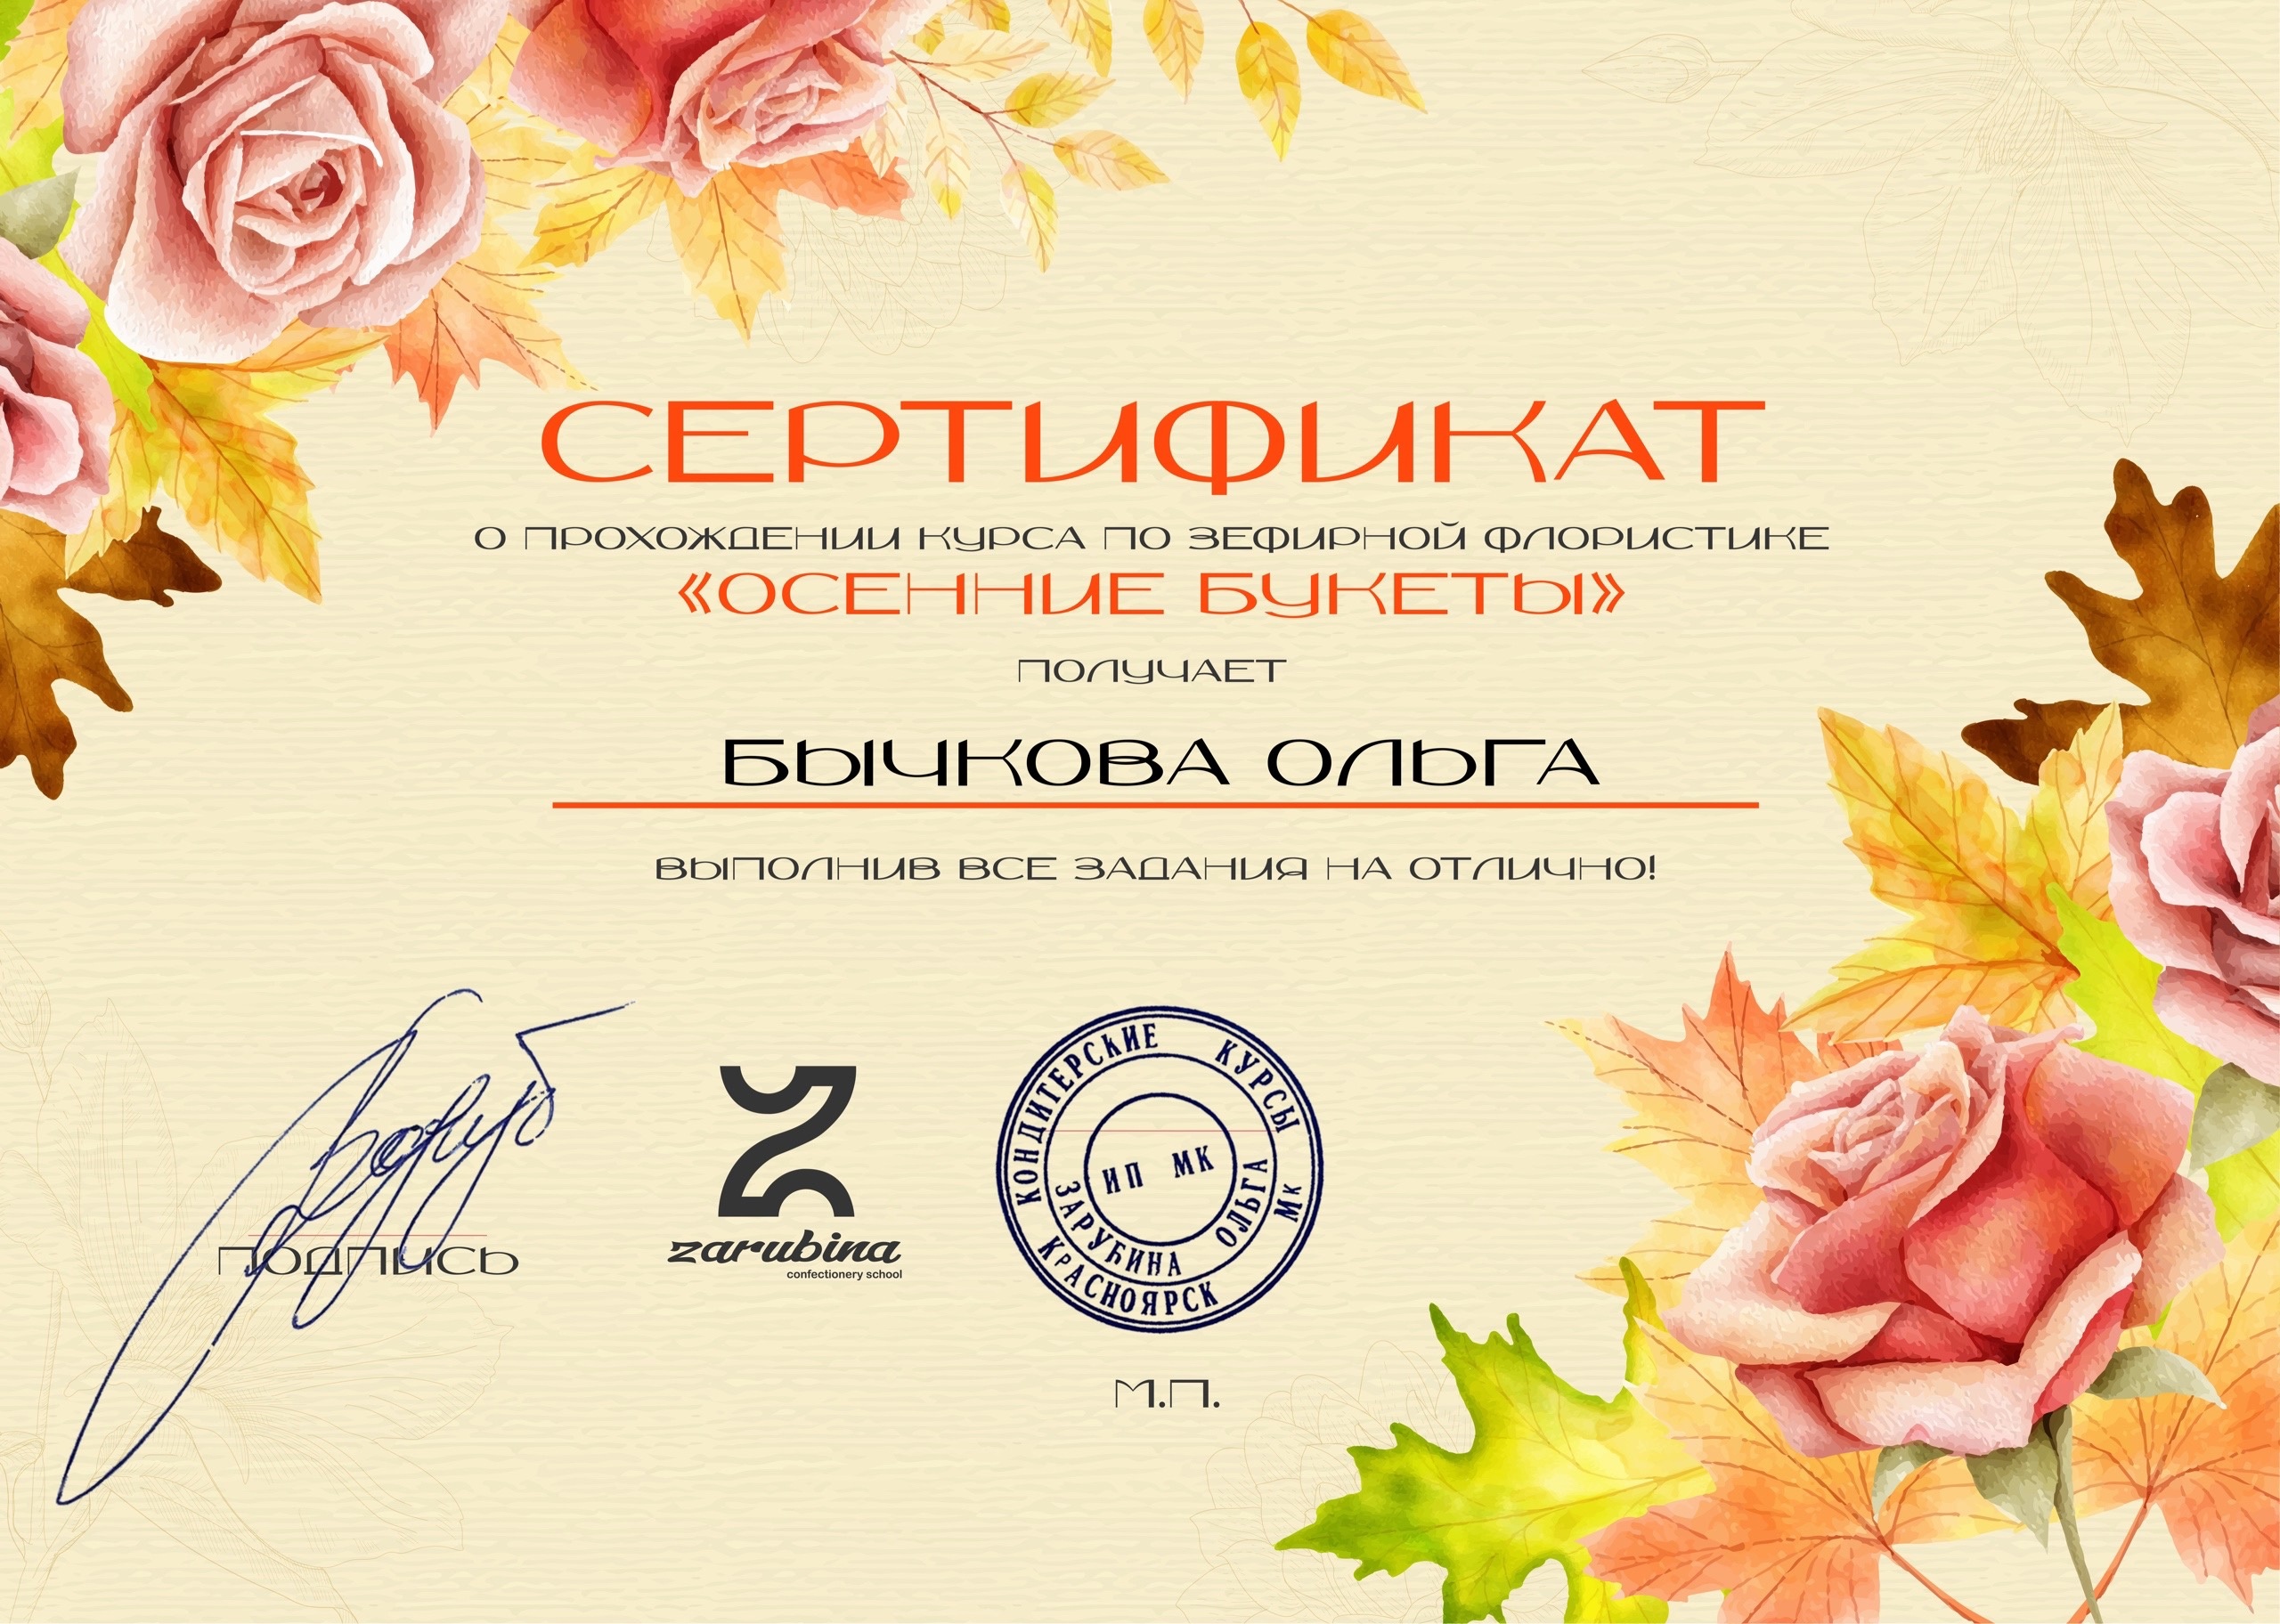 СЕРТИФИКАТ
О ПРОХОЖДЕНИИ КУРСА ПО ЗЕФИРНОЙ ФЛОРИСТИКЕ
«ОСЕННИЕ БУКЕТЫ»
ПОЛУЧАЕТ
БЫЧКОВА ОЛЬГА
ВЫПОЛНИВ ВСЕ ЗАДАНИЯ НА ОТЛИЧНО!
ПОДПИСЬ
zarubina
confectionery school
КОНДИТЕРСКИЕ КУРСЫ МК
КРАСНОЯРСК
ЗАРУБИНА ОЛЬГА
ИП МК
М.П.